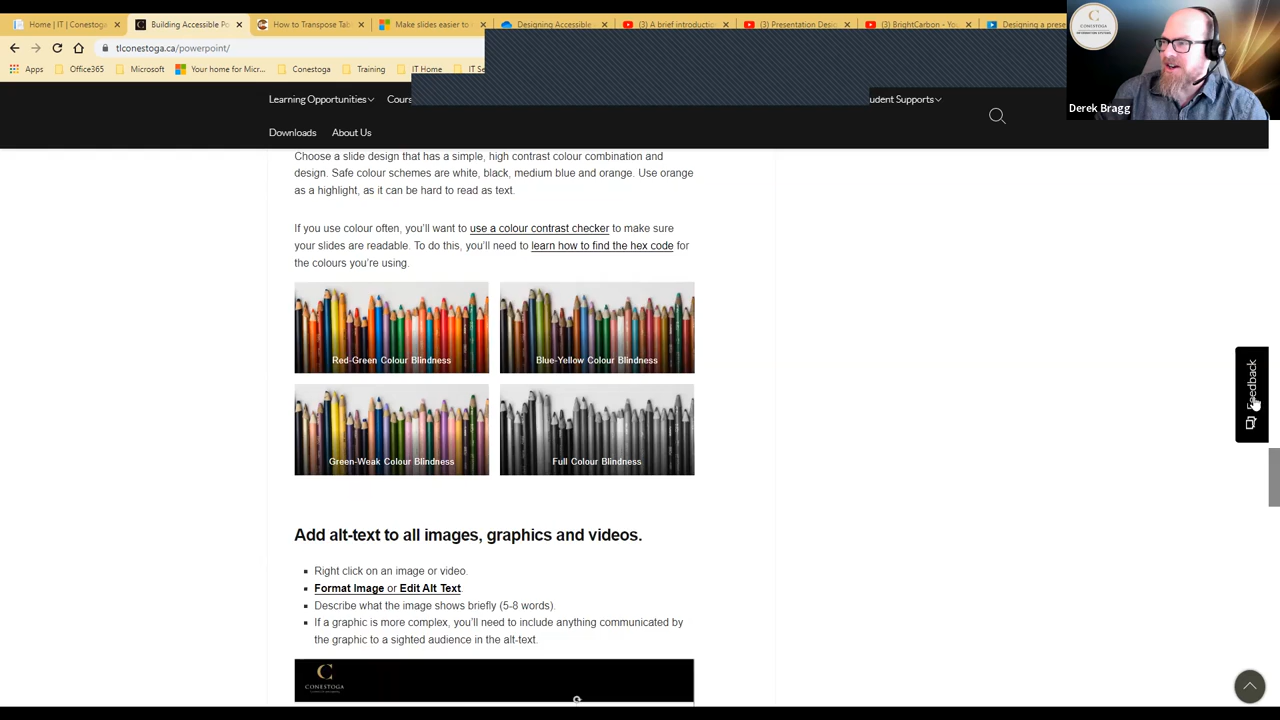 Home | IT | Conestoga
Building Accessible Po
How to Transpose Tab
Make slides easier to r
Designing Accessible
(3) A brief introductio
(3) Presentation Desi
(3) BrightCarbon - Yo
Designing a prese
tlconestoga.ca/powerpoint/
Apps
Office365
Microsoft
Your home for Micr...
Conestoga
Training
IT Home
IT Se
Derek Bragg
Learning Opportunities
Cours
udent Supports
Downloads
About Us
Choose a slide design that has a simple, high contrast colour combination and
design. Safe colour schemes are white, black, medium blue and orange. Use orange
as a highlight, as it can be hard to read as text.
If you use colour often, you'll want to use a colour contrast checker to make sure
your slides are readable. To do this, you'll need to learn how to find the hex code for
the colours you're using.
Red-Green Colour Blindness
Blue-Yellow Colour Blindness
Green-Weak Colour Blindness
Full Colour Blindness
Feedback
Add alt-text to all images, graphics and videos.
Right click on an image or video.
Format Image or Edit Alt Text.
Describe what the image shows briefly (5-8 words).
If a graphic is more complex, you'll need to include anything communicated by
the graphic to a sighted audience in the alt-text.
CONESTOGA